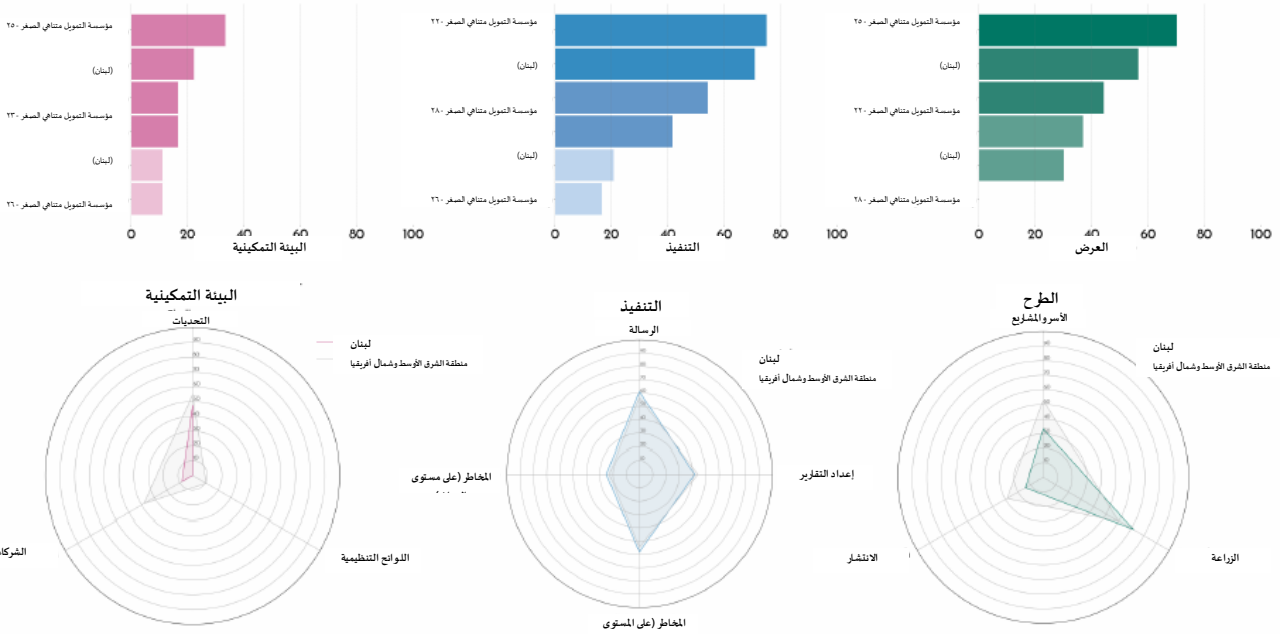 مؤسسة التمويل متناهي الصغر ٢٥٠
(لبنان)
مؤسسة التمويل متناهي الصغر ٢٣٠
(لبنان)
مؤسسة التمويل متناهي الصغر ٢٦٠
0 20 40 60 80 100
البيئة التمكينية
مؤسسة التمويل متناهي الصغر ٢٢٠
(لبنان)
مؤسسة التمويل متناهي الصغر ٢٨٠
(لبنان)
مؤسسة التمويل متناهي الصغر ٢٦٠
0 20 40 60 80 100
التنفيذ
مؤسسة التمويل متناهي الصغر ٢٥٠
(لبنان)
مؤسسة التمويل متناهي الصغر ٢٢٠
(لبنان)
مؤسسة التمويل متناهي الصغر ٢٨٠
0 20 40 60 80 100
العرض
البيئة التمكينية
التحديات
لبنان
منطقة الشرق الأوسط وشمال أفريقيا
اللوائح التنظيمية
التنفيذ
الرسالة
لبنان
منطقة الشرق الأوسط وشمال أفريقيا
المخاطر (على مستوى
إعداد التقارير
المخاطر (على المستوى
الطرح
الأسر والمشاريع
لبنان
منطقة الشرق الأوسط وشمال أفريقيا
الانتشار
الزراعة